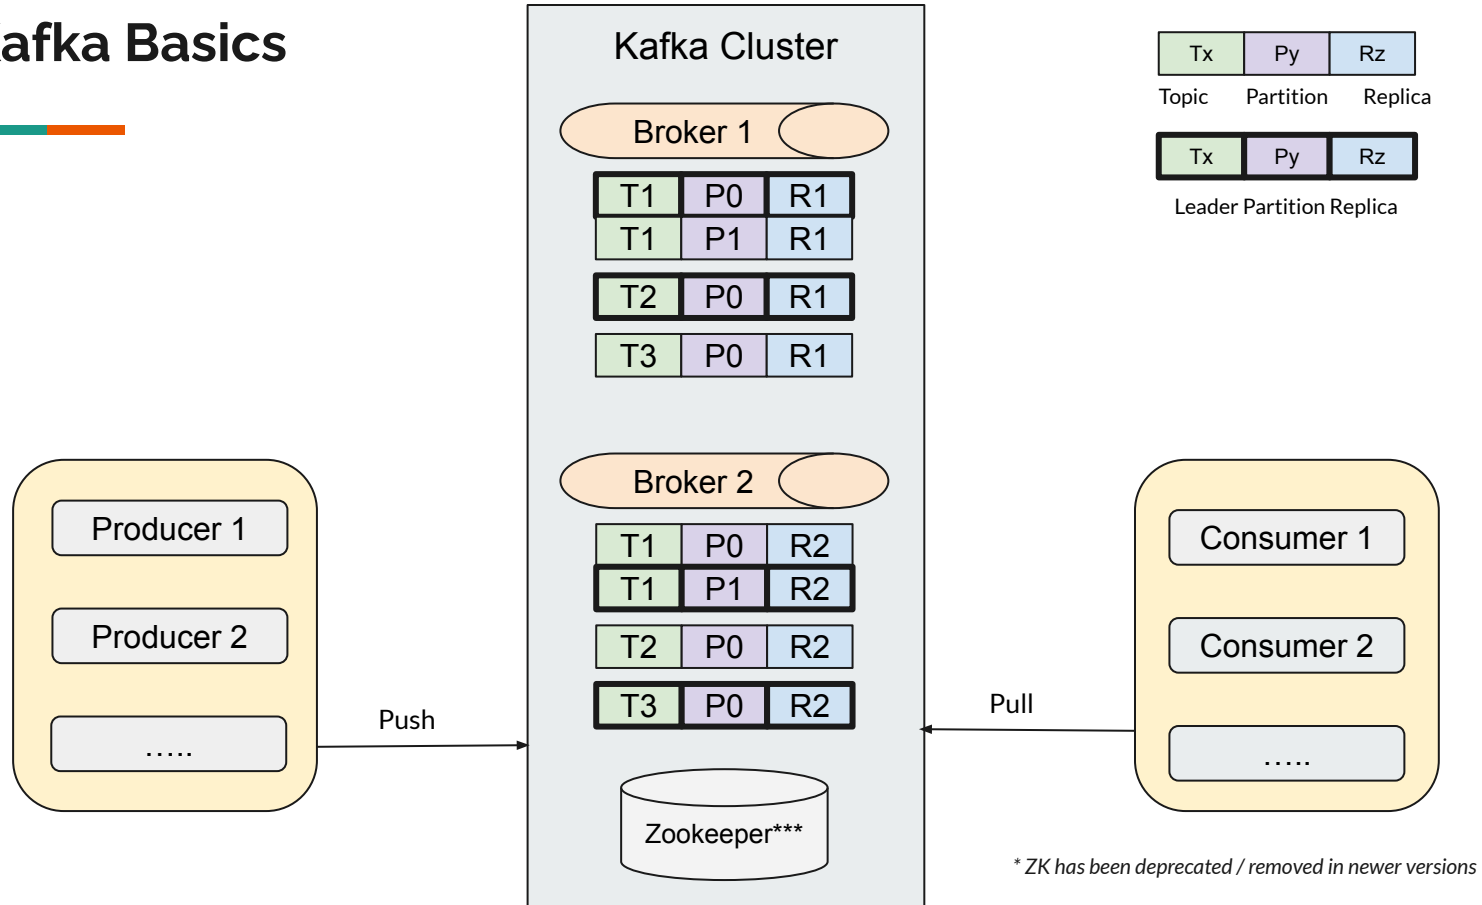 afka Basics
Kafka Cluster
Broker 1
T1 P0 R1
T1 P1 R1
T2 P0 R1
T3 P0 R1
Broker 2
T1 P0 R2
T1 P1 R2
T2 P0 R2
T3 P0 R2
Zookeeper***
Producer 1
Producer 2
.....
Push
Tx Py Rz
Topic Partition Replica
Tx Py Rz
Leader Partition Replica
Pull
Consumer 1
Consumer 2
.....
* ZK has been deprecated / removed in newer versions